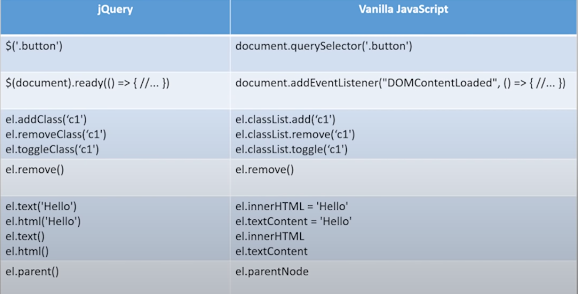 jQuery Vanilla JavaScript
$('.button') document.querySelector('.button')
$(document).ready(() => { //... }) document.addEventListener("DOMContentLoaded", () => { //... })
el.addClass('c1') el.classList.add('c1')
el.removeClass('c1') el.classList.remove('c1')
el.toggleClass('c1') el.classList.toggle('c1')
el.remove() el.remove()
el.text('Hello') el.innerHTML = 'Hello'
el.html('Hello') el.textContent = 'Hello'
el.text() el.innerHTML
el.html() el.textContent
el.parent() el.parentNode